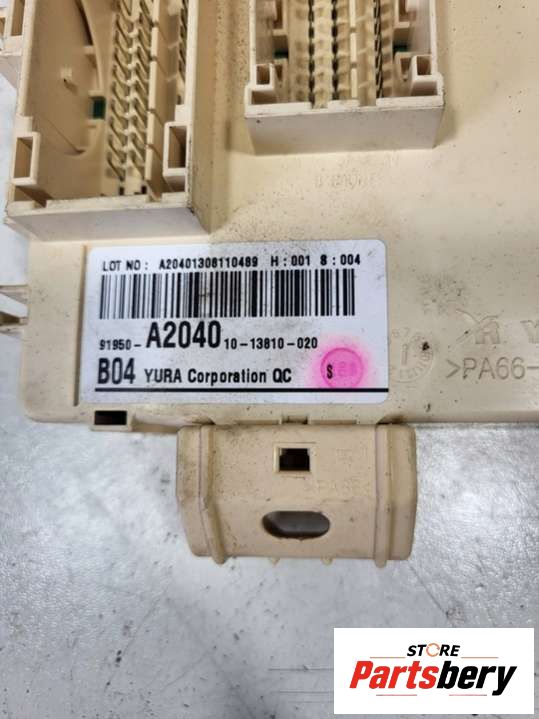 LOT NO: A20401308110489 H:001 S:004
91950-A2040 10-13810-020
B04 YURA Corporation QC S
>PA66-
STORE
Partsbery